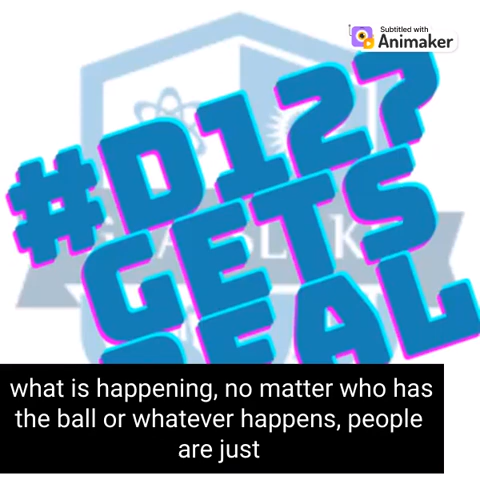 Subtitled with
Animaker
#D127
GETS
REAL
what is happening, no matter who has
the ball or whatever happens, people
are just